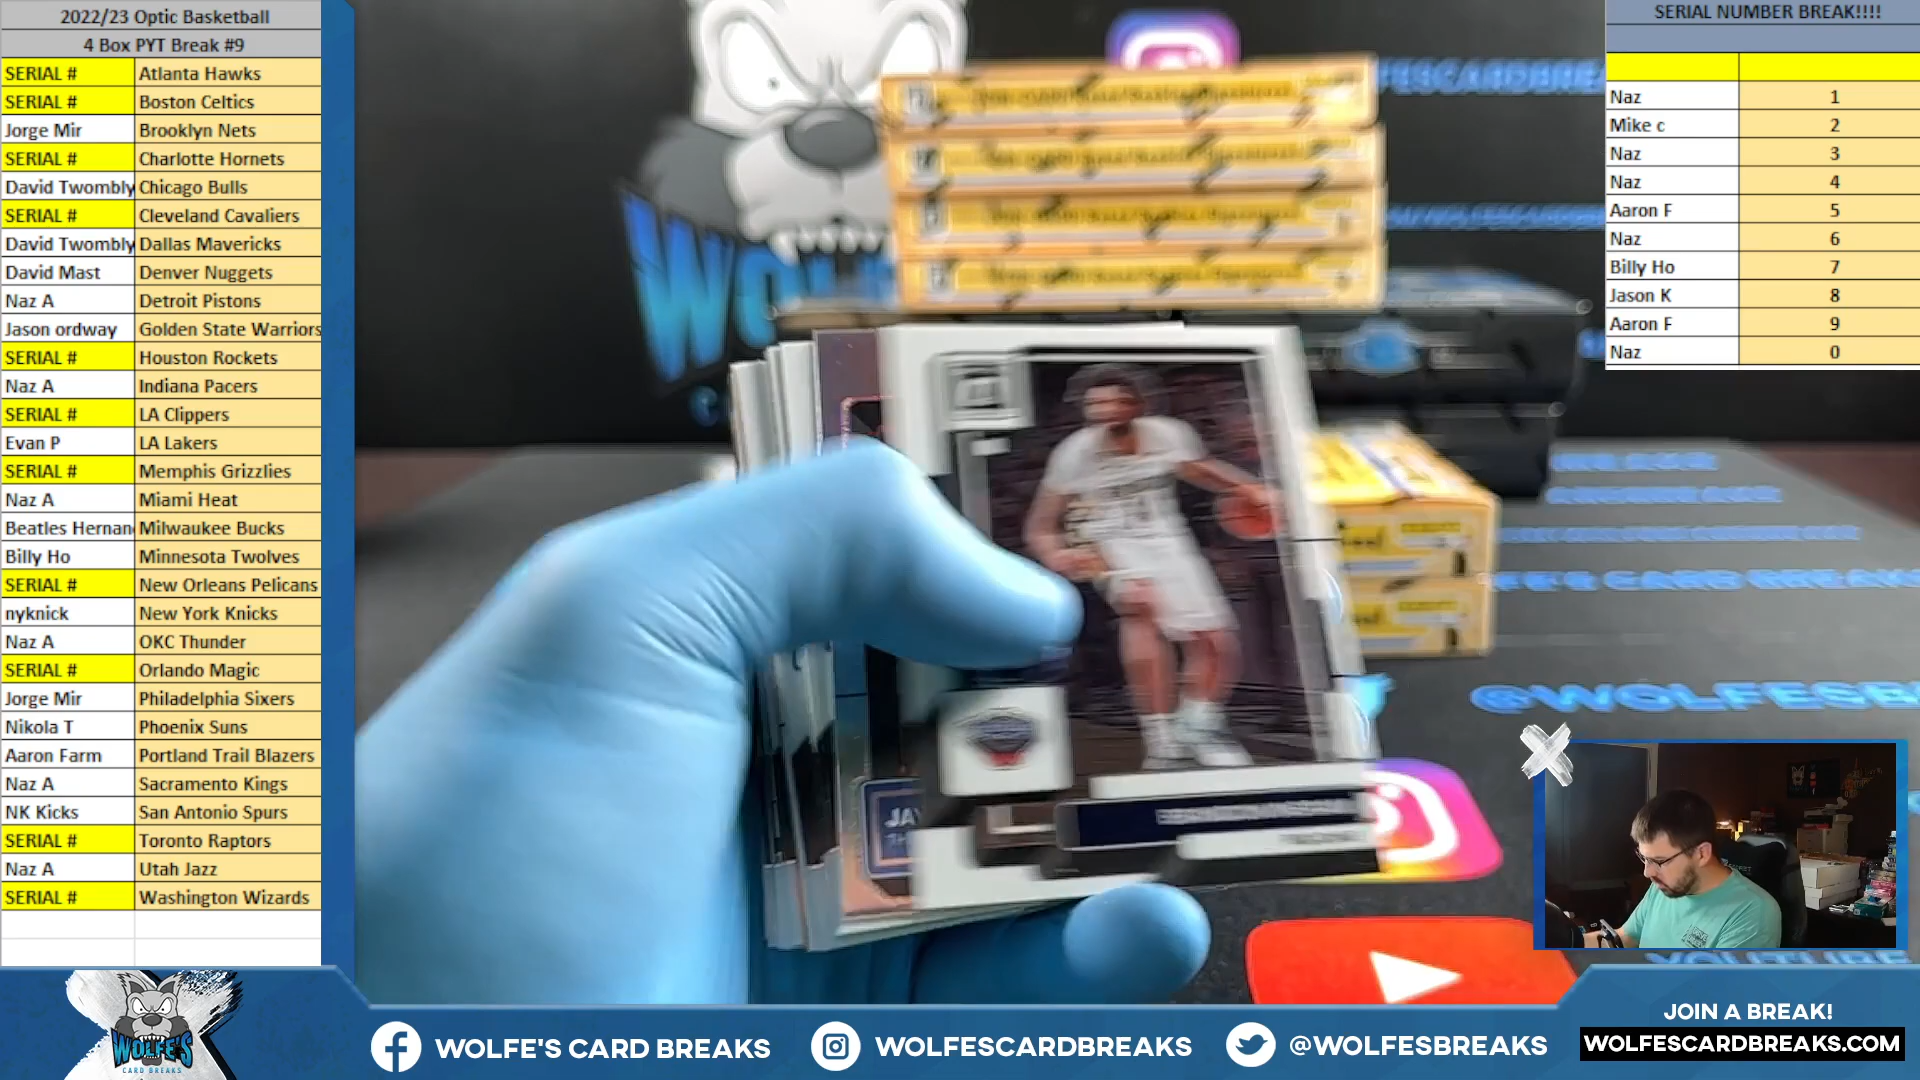 2022/23 Optic Basketball
4 Box PYT Break #9
SERIAL # Atlanta Hawks
SERIAL # Boston Celtics
Jorge Mir Brooklyn Nets
SERIAL # Charlotte Hornets
David Twombly Chicago Bulls
SERIAL # Cleveland Cavaliers
David Twombly Dallas Mavericks
David Mast Denver Nuggets
Naz A Detroit Pistons
Jason ordway Golden State Warriors
SERIAL # Houston Rockets
Naz A Indiana Pacers
SERIAL # LA Clippers
Evan P LA Lakers
SERIAL # Memphis Grizzlies
Naz A Miami Heat
Beatles Hernan Milwaukee Bucks
Billy Ho Minnesota Twolves
SERIAL # New Orleans Pelicans
nyknick New York Knicks
Naz A OKC Thunder
SERIAL # Orlando Magic
Jorge Mir Philadelphia Sixers
Nikola T Phoenix Suns
Aaron Farm Portland Trail Blazers
Naz A Sacramento Kings
NK Kicks San Antonio Spurs
SERIAL # Toronto Raptors
Naz A Utah Jazz
SERIAL # Washington Wizards
SERIAL NUMBER BREAK!!!!
Naz 1
Mike c 2
Naz 3
Naz 4
Aaron F 5
Naz 6
Billy Ho 7
Jason K 8
Aaron F 9
Naz 0
JAY
@WOLFESB
YOUTUBE
WOLFE'S
CARD BREAKS
WOLFE'S CARD BREAKS
WOLFESCARDBREAKS
@WOLFESBREAKS
JOIN A BREAK!
WOLFESCARDBREAKS.COM